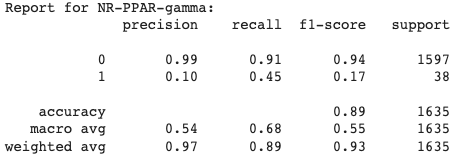 Report for NR-PPAR-gamma:
precision recall f1-score support
0 0.99 0.91 0.94 1597
1 0.10 0.45 0.17 38
accuracy 0.89 1635
macro avg 0.54 0.68 0.55 1635
weighted avg 0.97 0.89 0.93 1635